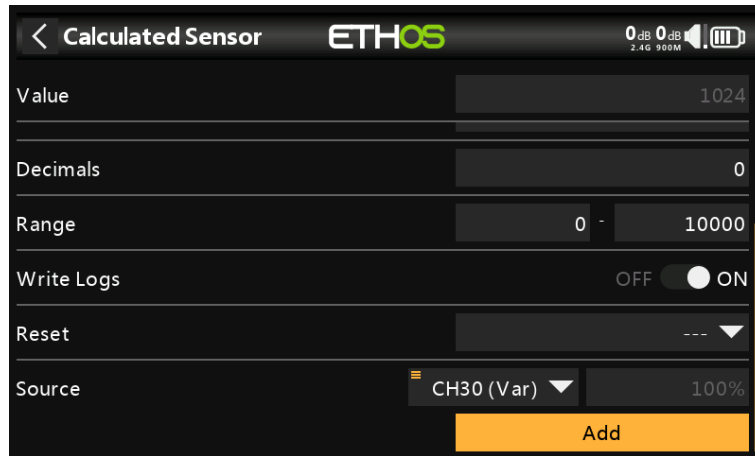 Calculated Sensor ETHOS 0dB 0dB
2.4G 900M
Value 1024
Decimals 0
Range 0 - 10000
Write Logs OFF ON
Reset ---
Source CH30 (Var) 100%
Add